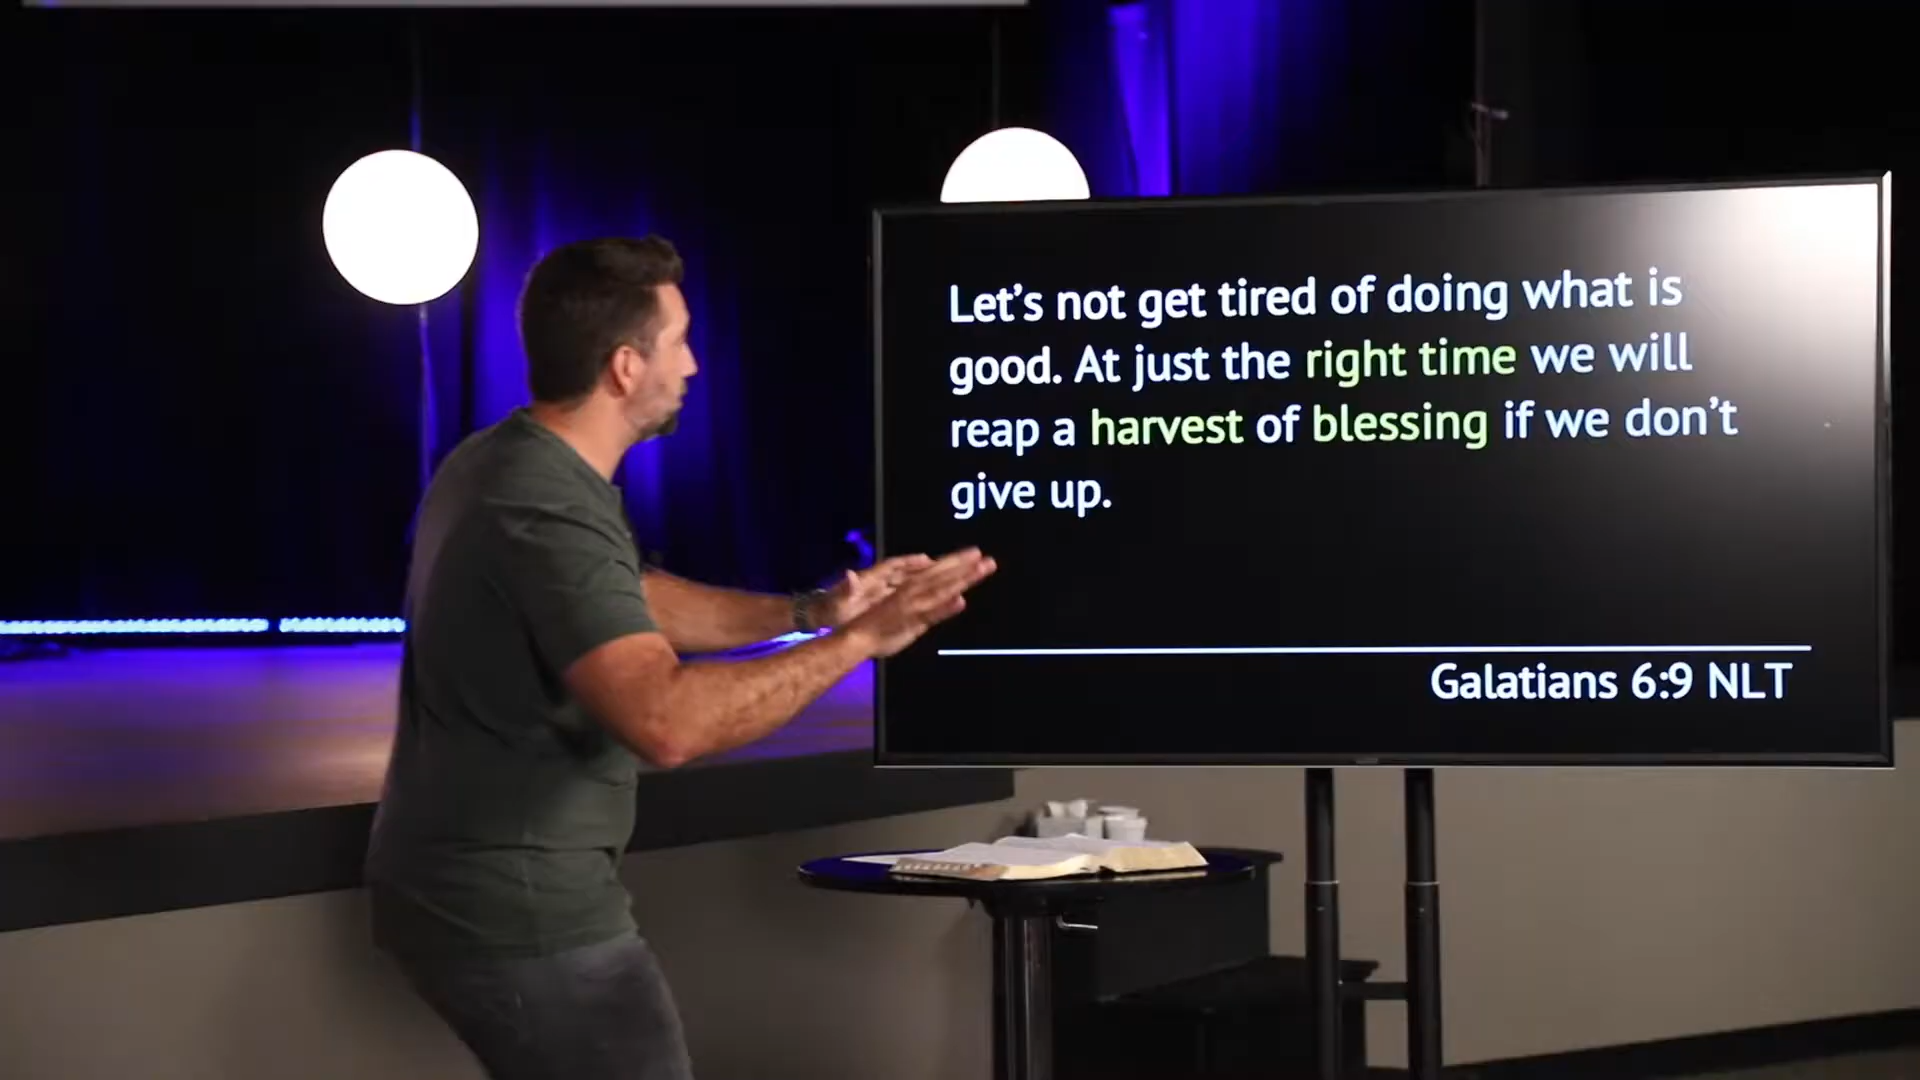 Let’s not get tired of doing what is
good. At just the right time we will
reap a harvest of blessing if we don’t
give up.
Galatians 6:9 NLT